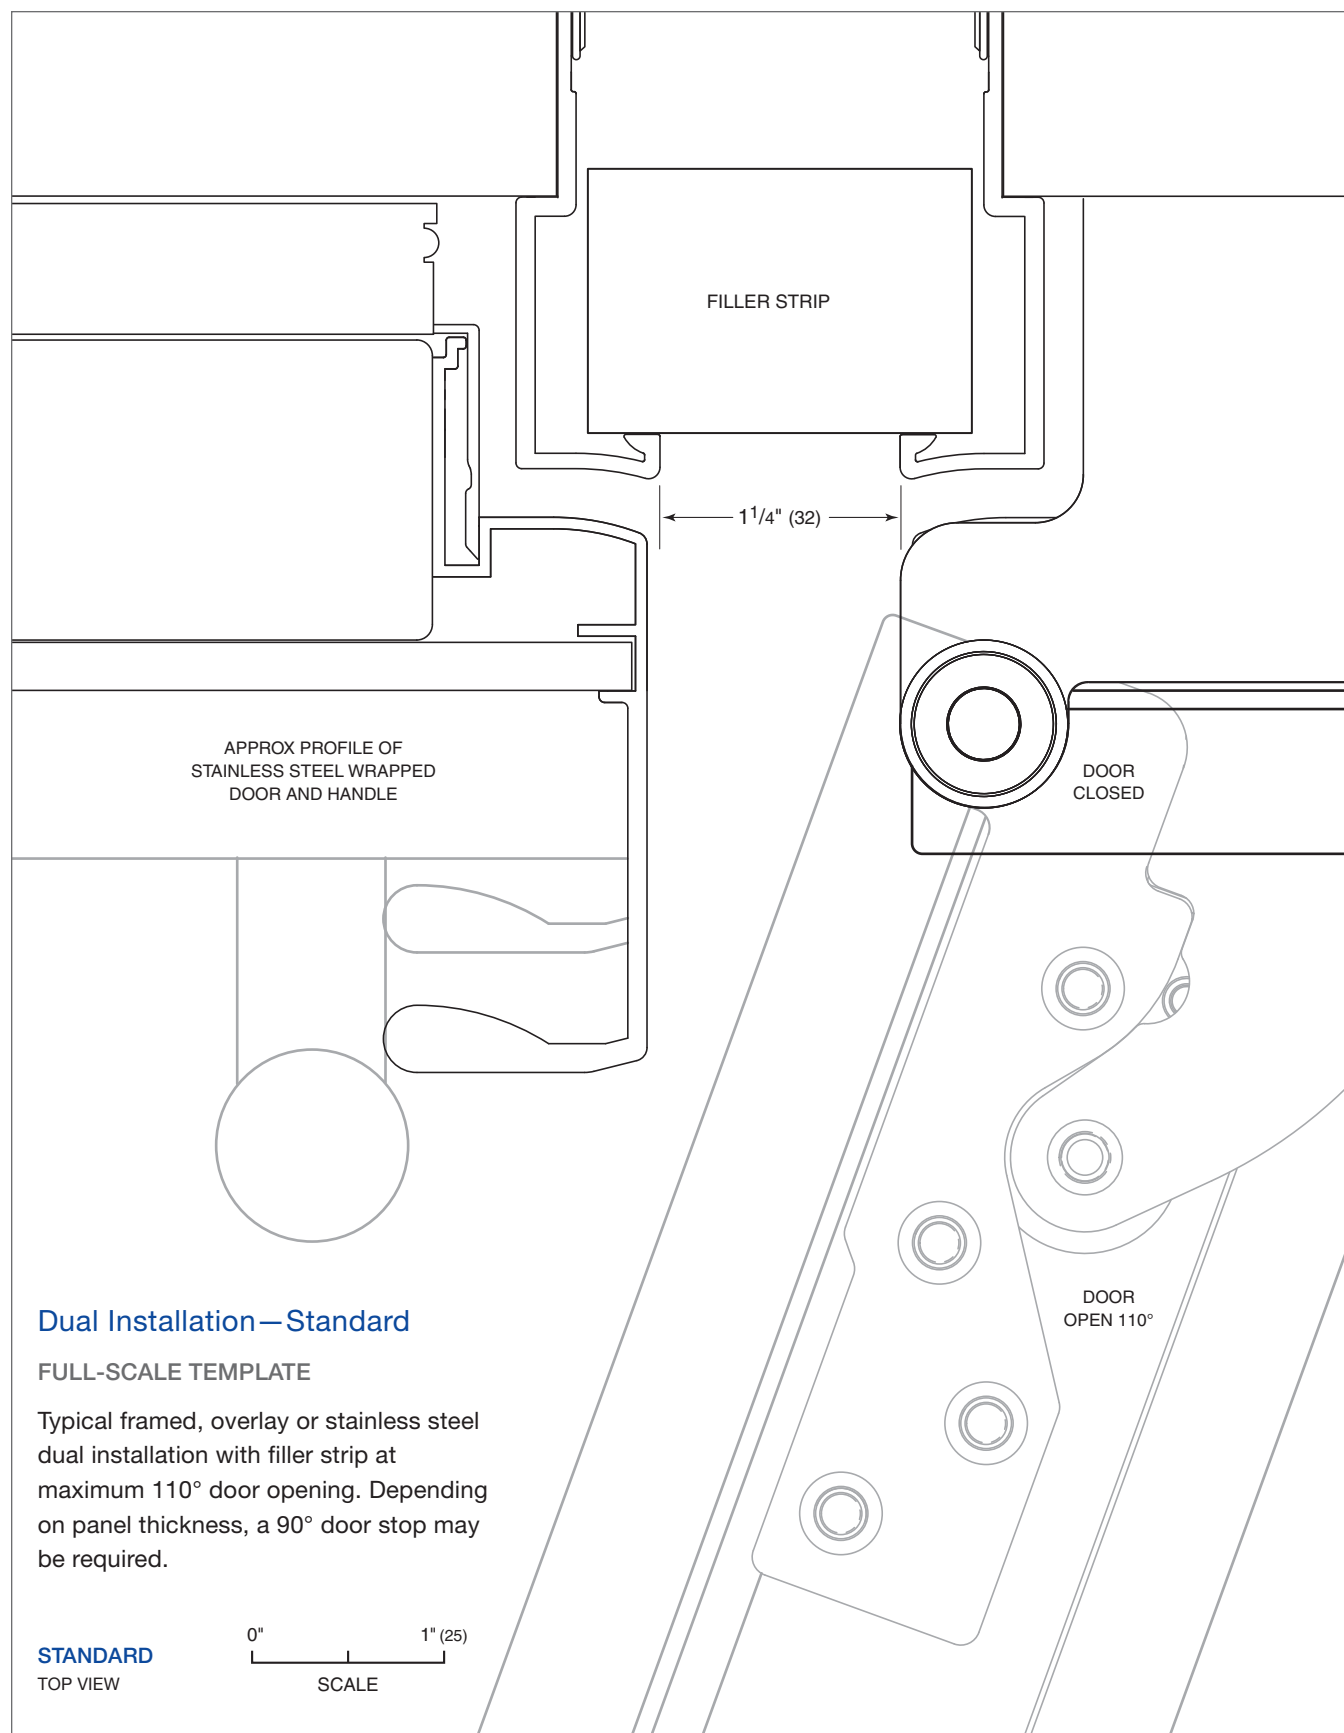 FILLER STRIP
1 1/4" (32)
APPROX PROFILE OF
STAINLESS STEEL WRAPPED
DOOR AND HANDLE
DOOR
CLOSED
DOOR
OPEN 110°
Dual Installation—Standard
FULL-SCALE TEMPLATE
Typical framed, overlay or stainless steel
dual installation with filler strip at
maximum 110° door opening. Depending
on panel thickness, a 90° door stop may
be required.
0" 1" (25)
STANDARD
TOP VIEW
SCALE